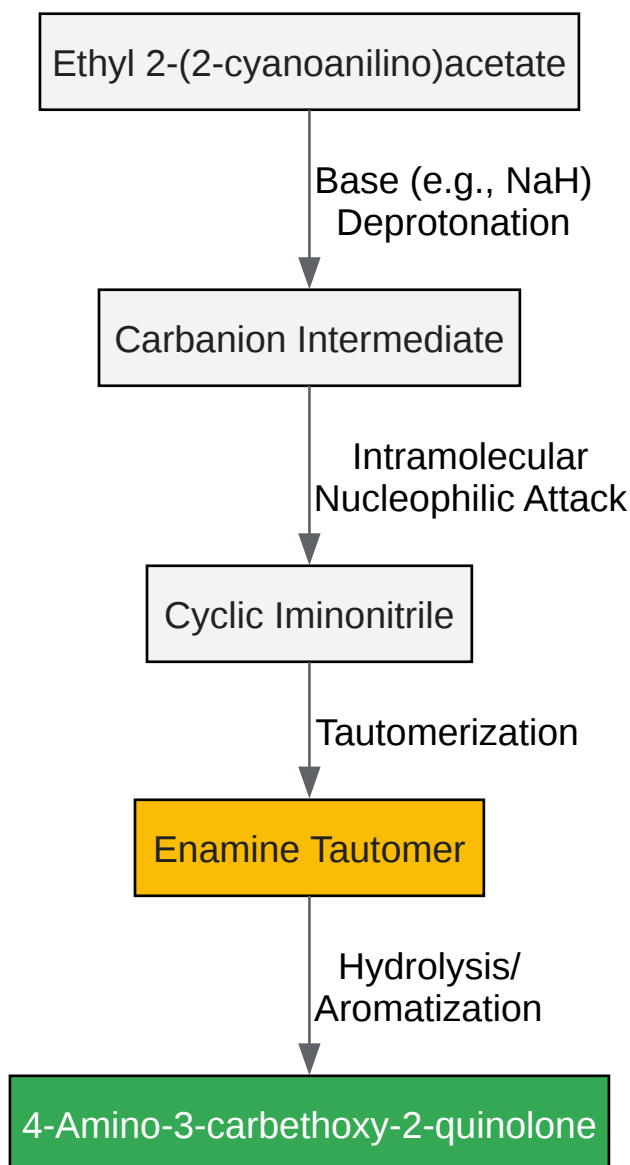 Ethyl 2-(2-cyanoanilino)acetate
Base (e.g., NaH)
Deprotonation
Carbanion Intermediate
Intramolecular
Nucleophilic Attack
Cyclic Iminonitrile
Tautomerization
Enamine Tautomer
Hydrolysis/
Aromatization
4-Amino-3-carbethoxy-2-quinolone